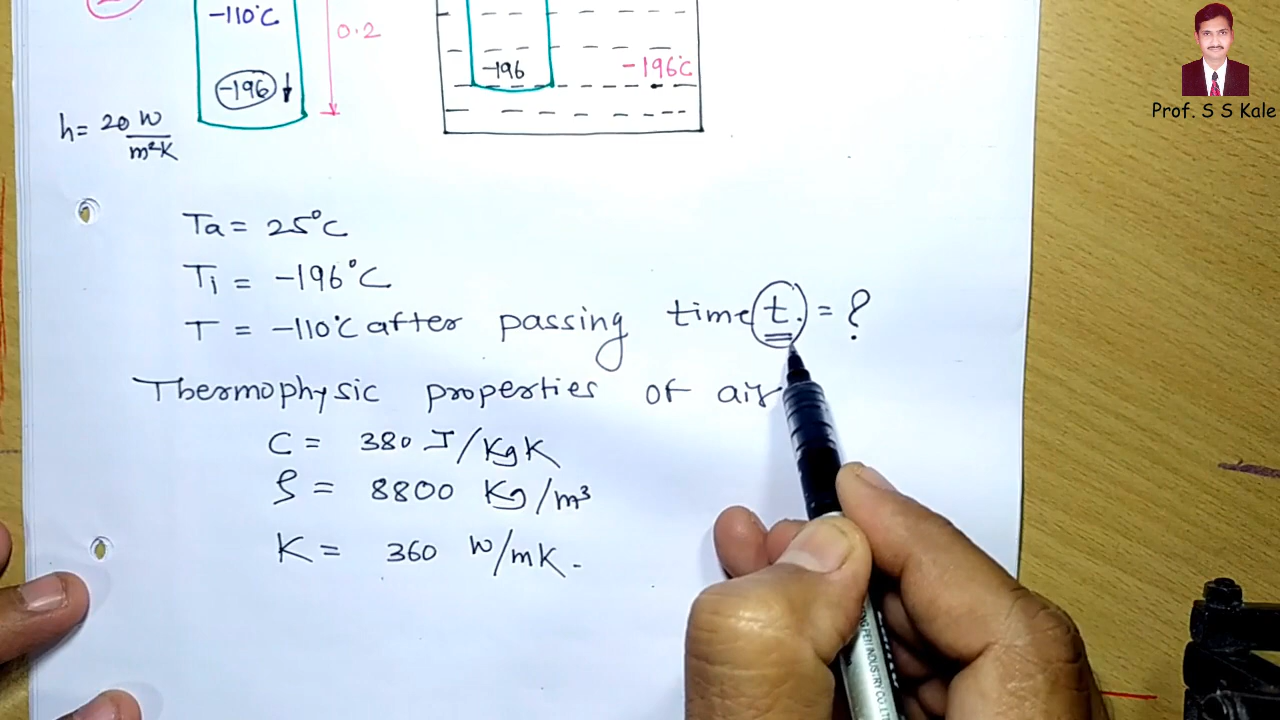 -110°C
0.2
-196
-196
-196°C
Prof. S S Kale
h= 20 W/m²K
Ta = 25°C
Ti = -196°C
T = -110°C after passing time t. = ?
Thermophysic properties of air
C = 380 J/KgK
ρ = 8800 Kg/m³
K = 360 W/mK.